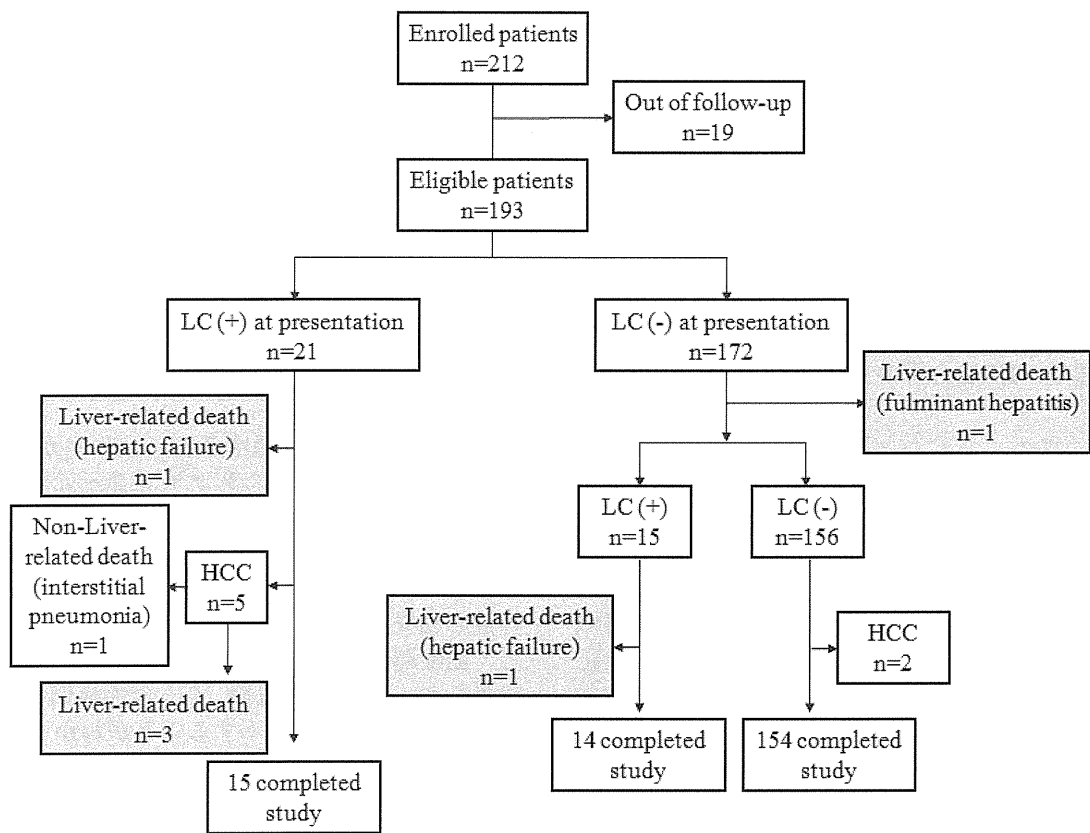 Enrolled patients
n=212
Out of follow-up
n=19
Eligible patients
n=193
LC (+) at presentation
n=21
LC (-) at presentation
n=172
Liver-related death
(hepatic failure)
n=1
Liver-related death
(fulminant hepatitis)
n=1
Non-Liver-
related death
(interstitial
pneumonia)
n=1
HCC
n=5
LC (+)
n=15
LC (-)
n=156
Liver-related death
(hepatic failure)
n=1
HCC
n=2
Liver-related death
n=3
15 completed
study
14 completed
study
154 completed
study